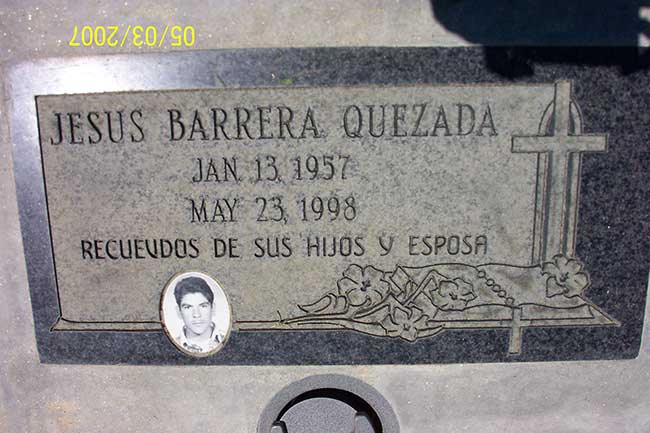 05/03/2007
JESUS BARRERA QUEZADA
JAN. 13, 1957
MAY 23, 1998
RECUEVDOS DE SUS HIJOS Y ESPOSA